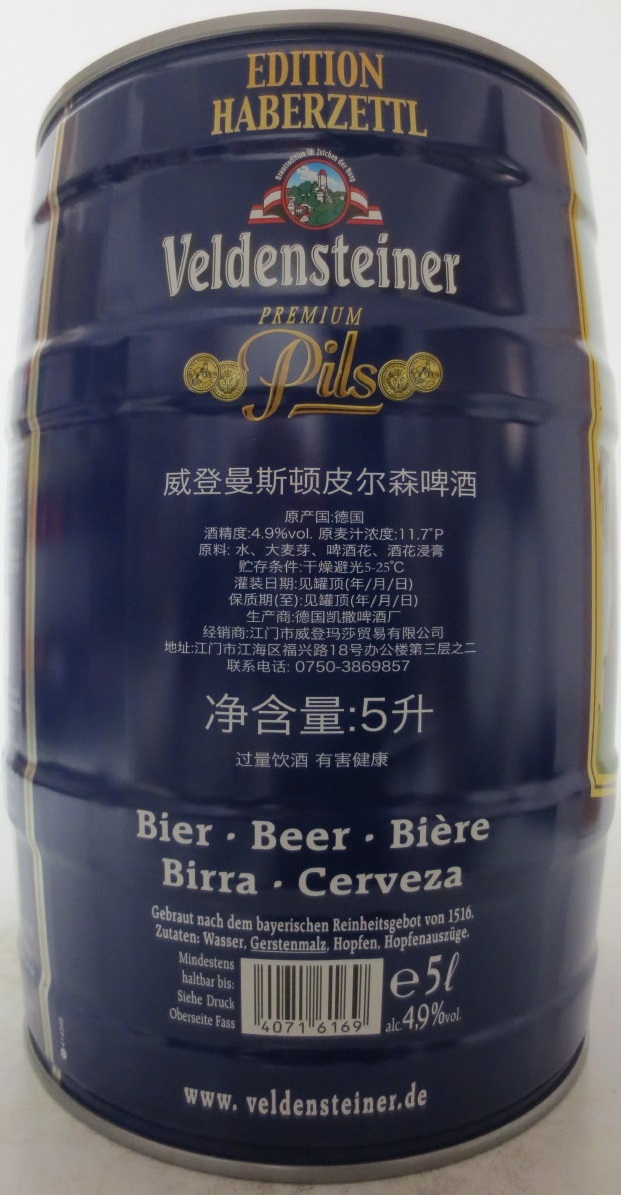 EDITION
HABERZETTL
Brautradition im Zeichen der Burg
Veldensteiner
PREMIUM
Pils
威登曼斯顿皮尔森啤酒
原产国:德国
酒精度:4.9%vol. 原麦汁浓度:11.7°P
原料: 水、大麦芽、啤酒花、酒花浸膏
贮存条件:干燥避光5-25℃
灌装日期:见罐顶(年/月/日)
保质期(至):见罐顶(年/月/日)
生产商:德国凯撒啤酒厂
经销商:江门市威登玛莎贸易有限公司
地址:江门市江海区福兴路18号办公楼第三层之二
联系电话: 0750-3869857
净含量:5升
过量饮酒 有害健康
Bier · Beer · Bière
Birra · Cerveza
Gebraut nach dem bayerischen Reinheitsgebot von 1516.
Zutaten: Wasser, Gerstenmalz, Hopfen, Hopfenauszüge.
Mindestens
haltbar bis:
Siehe Druck
Oberseite Fass
4071 6169
e 5l
alc. 4,9% vol.
www. veldensteiner.de